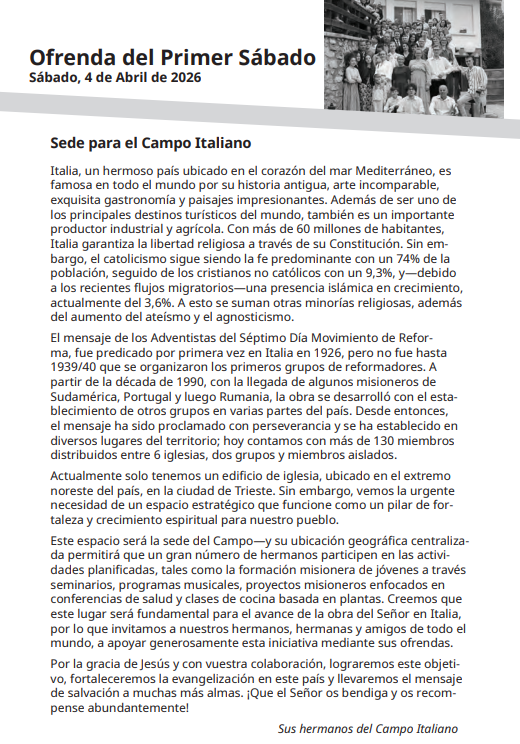 Ofrenda del Primer Sábado
Sábado, 4 de Abril de 2026
Sede para el Campo Italiano
Italia, un hermoso país ubicado en el corazón del mar Mediterráneo, es
famosa en todo el mundo por su historia antigua, arte incomparable,
exquisita gastronomía y paisajes impresionantes. Además de ser uno de
los principales destinos turísticos del mundo, también es un importante
productor industrial y agrícola. Con más de 60 millones de habitantes,
Italia garantiza la libertad religiosa a través de su Constitución. Sin em-
bargo, el catolicismo sigue siendo la fe predominante con un 74% de la
población, seguido de los cristianos no católicos con un 9,3%, y—debido
a los recientes flujos migratorios—una presencia islámica en crecimiento,
actualmente del 3,6%. A esto se suman otras minorías religiosas, además
del aumento del ateísmo y el agnosticismo.
El mensaje de los Adventistas del Séptimo Día Movimiento de Refor-
ma, fue predicado por primera vez en Italia en 1926, pero no fue hasta
1939/40 que se organizaron los primeros grupos de reformadores. A
partir de la década de 1990, con la llegada de algunos misioneros de
Sudamérica, Portugal y luego Rumania, la obra se desarrolló con el esta-
blecimiento de otros grupos en varias partes del país. Desde entonces,
el mensaje ha sido proclamado con perseverancia y se ha establecido en
diversos lugares del territorio; hoy contamos con más de 130 miembros
distribuidos entre 6 iglesias, dos grupos y miembros aislados.
Actualmente solo tenemos un edificio de iglesia, ubicado en el extremo
noreste del país, en la ciudad de Trieste. Sin embargo, vemos la urgente
necesidad de un espacio estratégico que funcione como un pilar de for-
taleza y crecimiento espiritual para nuestro pueblo.
Este espacio será la sede del Campo—y su ubicación geográfica centraliza-
da permitirá que un gran número de hermanos participen en las activi-
dades planificadas, tales como la formación misionera de jóvenes a través
seminarios, programas musicales, proyectos misioneros enfocados en
conferencias de salud y clases de cocina basada en plantas. Creemos que
este lugar será fundamental para el avance de la obra del Señor en Italia,
por lo que invitamos a nuestros hermanos, hermanas y amigos de todo el
mundo, a apoyar generosamente esta iniciativa mediante sus ofrendas.
Por la gracia de Jesús y con vuestra colaboración, lograremos este objeti-
vo, fortaleceremos la evangelización en este país y llevaremos el mensaje
de salvación a muchas más almas. ¡Que el Señor os bendiga y os recom-
pense abundantemente!
Sus hermanos del Campo Italiano